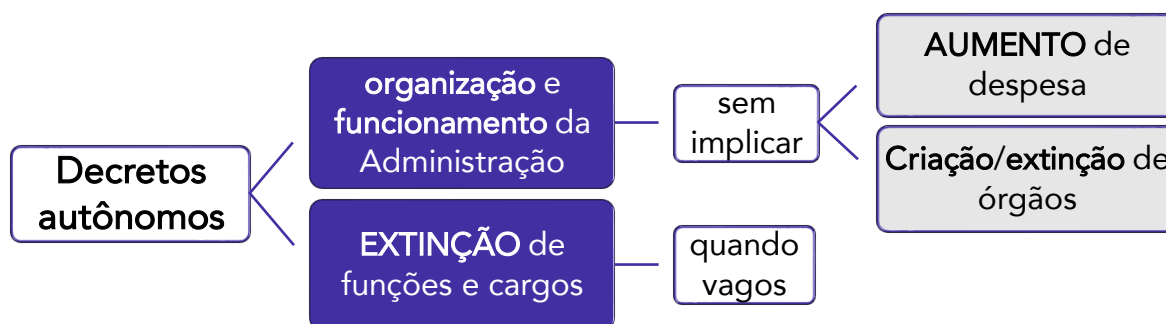 Decretos
autônomos
organização e
funcionamento da
Administração
sem
implicar
AUMENTO de
despesa
Criação/extinção de
órgãos
EXTINÇÃO de
funções e cargos
quando
vagos